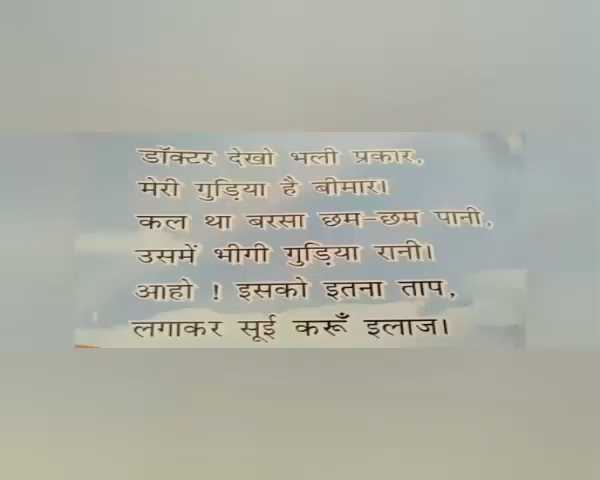 डॉक्टर देखो भली प्रकार,
मेरी गुड़िया है बीमार।
कल था बरसा छम-छम पानी,
उसमें भीगी गुड़िया रानी।
आहो ! इसको इतना ताप,
लगाकर सूई करूँ इलाज।